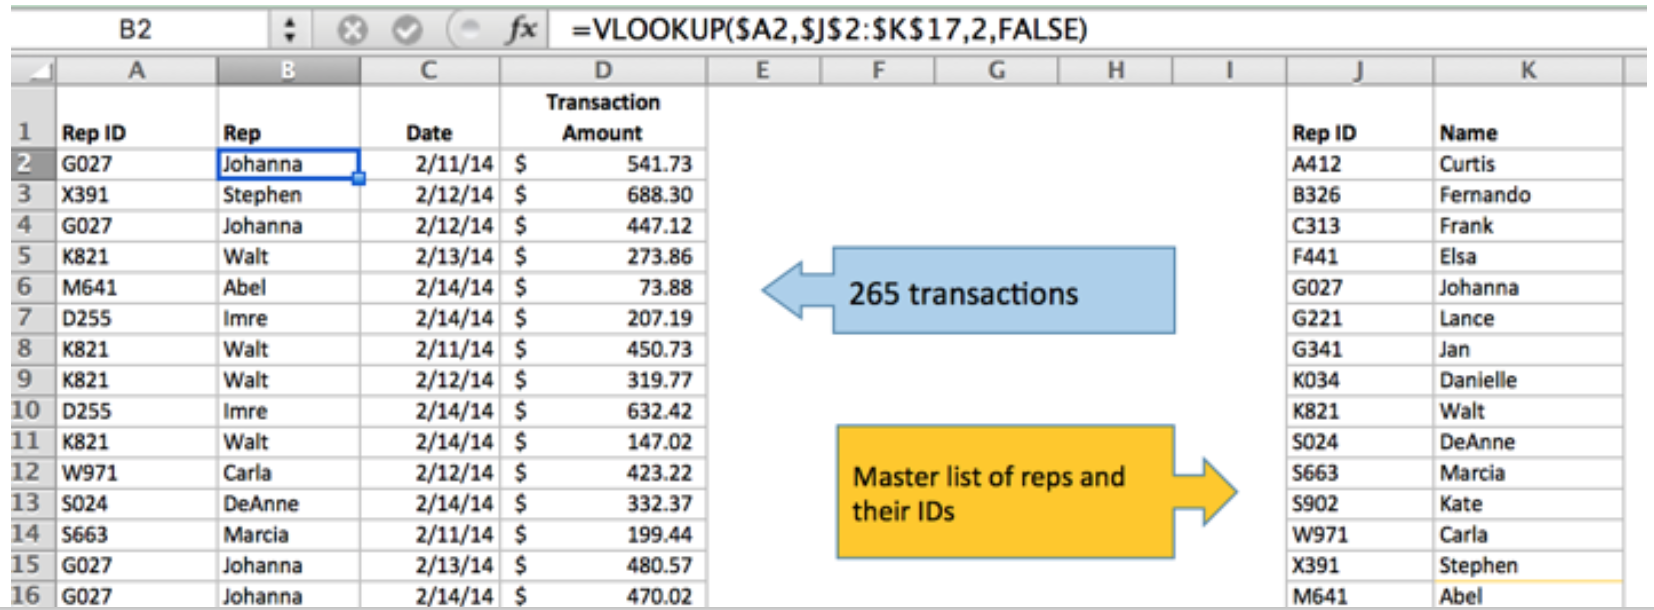 B2 fx =VLOOKUP($A2,$J$2:$K$17,2,FALSE)
A B C D E F G H I J K
Transaction
1 Rep ID Rep Date Amount Rep ID Name
2 G027 Johanna 2/11/14 $ 541.73 A412 Curtis
3 X391 Stephen 2/12/14 $ 688.30 B326 Fernando
4 G027 Johanna 2/12/14 $ 447.12 C313 Frank
5 K821 Walt 2/13/14 $ 273.86 F441 Elsa
6 M641 Abel 2/14/14 $ 73.88 G027 Johanna
7 D255 Imre 2/14/14 $ 207.19 G221 Lance
8 K821 Walt 2/11/14 $ 450.73 G341 Jan
9 K821 Walt 2/12/14 $ 319.77 K034 Danielle
10 D255 Imre 2/14/14 $ 632.42 K821 Walt
11 K821 Walt 2/14/14 $ 147.02 S024 DeAnne
12 W971 Carla 2/12/14 $ 423.22 S663 Marcia
13 S024 DeAnne 2/14/14 $ 332.37 S902 Kate
14 S663 Marcia 2/11/14 $ 199.44 W971 Carla
15 G027 Johanna 2/13/14 $ 480.57 X391 Stephen
16 G027 Johanna 2/14/14 $ 470.02 M641 Abel
265 transactions
Master list of reps and
their IDs